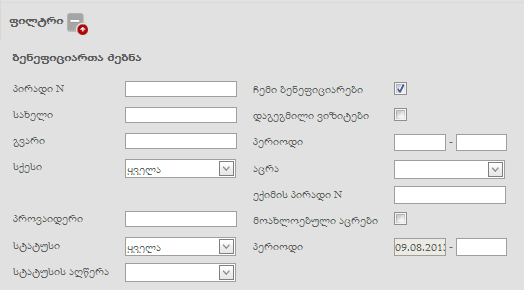 ფილტრი
ბენეფიციართა ძებნა
პირადი N
ჩემი ბენეფიციარები
სახელი
დაგეგმილი ვიზიტები
გვარი
პერიოდი
-
სქესი
ყველა
აცრა
ექიმის პირადი N
პროვაიდერი
მოახლოებული აცრები
სტატუსი
ყველა
პერიოდი
09.08.201
-
სტატუსის აღწერა